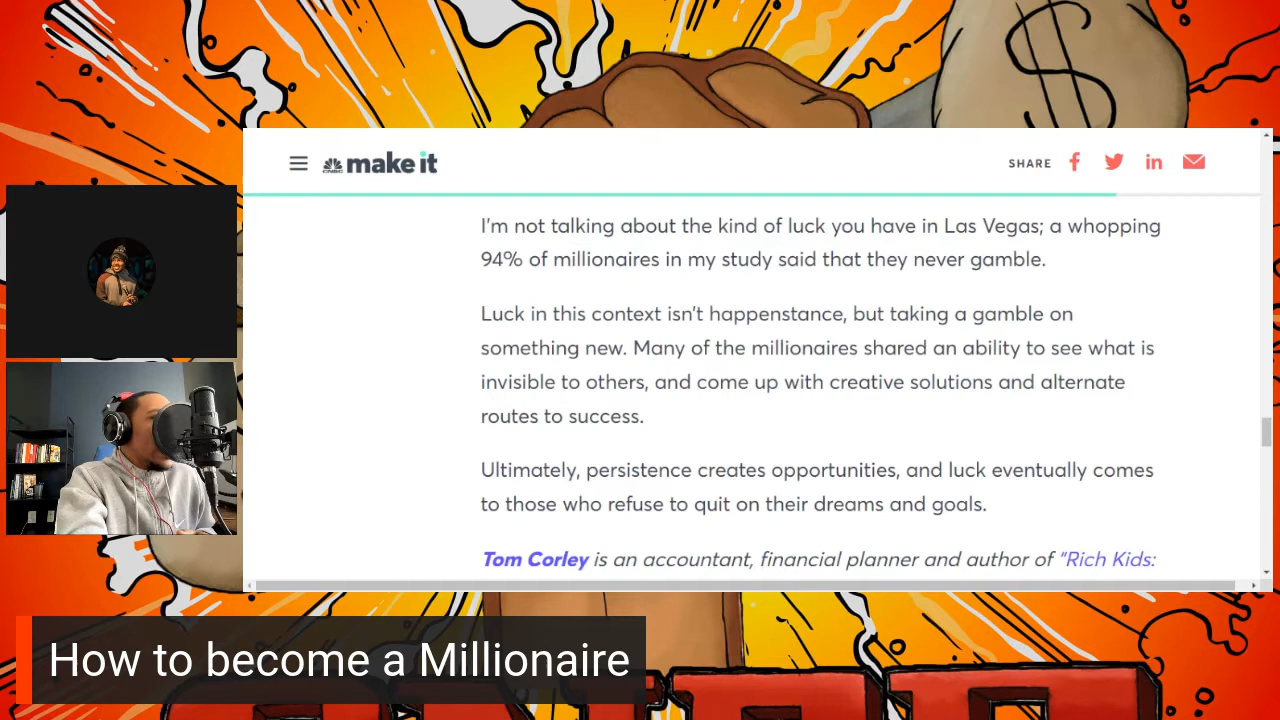 $
make it
SHARE
I'm not talking about the kind of luck you have in Las Vegas; a whopping
94% of millionaires in my study said that they never gamble.
Luck in this context isn't happenstance, but taking a gamble on
something new. Many of the millionaires shared an ability to see what is
invisible to others, and come up with creative solutions and alternate
routes to success.
Ultimately, persistence creates opportunities, and luck eventually comes
to those who refuse to quit on their dreams and goals.
Tom Corley is an accountant, financial planner and author of “Rich Kids:
How to become a Millionaire